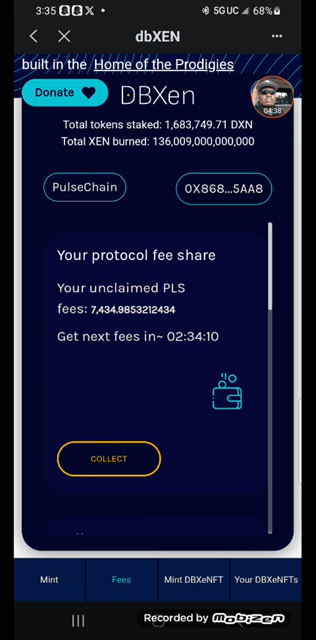 3:35
5G UC
68%
dbXEN
built in the Home of the Prodigies
Donate
DBXen
04:38
Total tokens staked: 1,683,749.71 DXN
Total XEN burned: 136,009,000,000,000
PulseChain
0X868...5AA8
Your protocol fee share
Your unclaimed PLS
fees: 7,434.9853212434
Get next fees in~ 02:34:10
COLLECT
Mint
Fees
Mint DBXeNFT
Your DBXeNFTs
Recorded by Mobizen